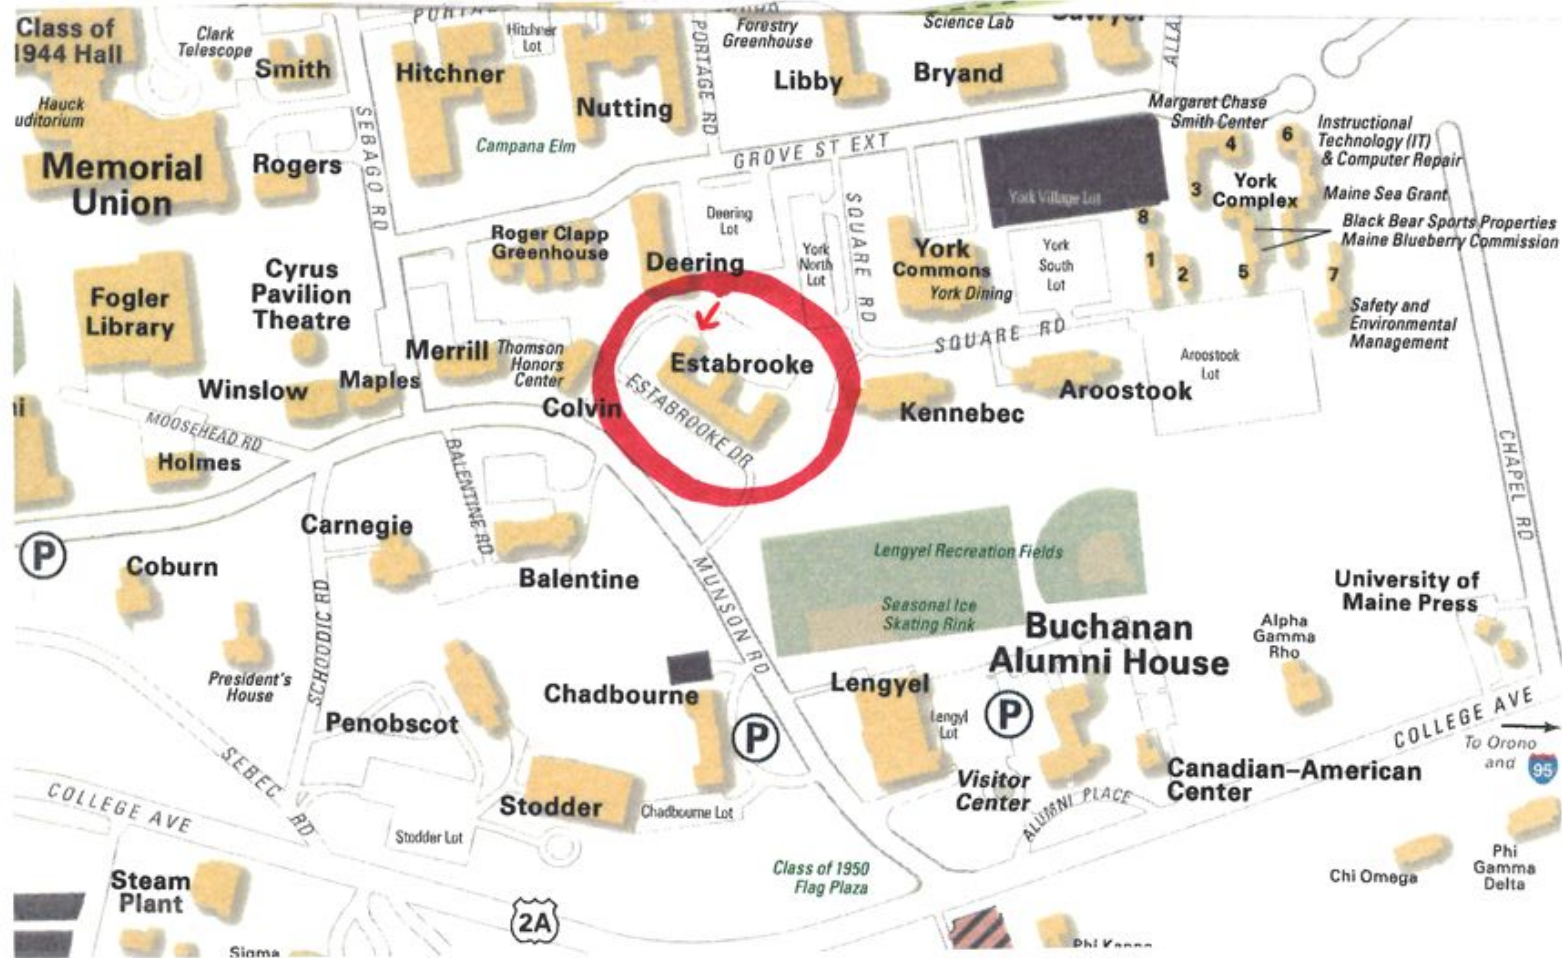 Class of
1944 Hall
Clark
Telescope
Smith
Hauck
Memorial
Union
Rogers
SEBAGO RD
Hitchner
Hitchner
Lot
Nutting
Campana Elm
PORTAGE RD
Forestry
Greenhouse
Libby
Science Lab
Bryand
GROVE ST EXT
Margaret Chase
Smith Center
4
6
3
York
Complex
8
1
2
5
7
Instructional
Technology (IT)
& Computer Repair
Maine Sea Grant
Black Bear Sports Properties
Maine Blueberry Commission
Safety and
Environmental
Management
York Village Lot
York
South
Lot
York
Commons
York Dining
SQUARE RD
York
North
Lot
Deering
Lot
Deering
Roger Clapp
Greenhouse
Fogler
Library
Cyrus
Pavilion
Theatre
Winslow
Maples
Merrill
Thomson
Honors
Center
Colvin
Estabrooke
ESTABROOKE DR
SQUARE RD
Kennebec
Aroostook
Aroostook
Lot
CHAPEL RD
MOOSEHEAD RD
Holmes
BALENTINE RD
Carnegie
P
Coburn
Balentine
MUNSON RD
Lengyel Recreation Fields
Seasonal Ice
Skating Rink
Buchanan
Alumni House
University of
Maine Press
Alpha
Gamma
Rho
President's
House
SCHOODIC RD
Penobscot
Chadbourne
P
Lengyel
Lengyl
Lot
P
Visitor
Center
ALUMNI PLACE
Canadian-American
Center
COLLEGE AVE
To Orono
and
95
SEBEC RD
COLLEGE AVE
Stodder
Stodder Lot
Chadbourne Lot
Class of 1950
Flag Plaza
Steam
Plant
2A
Chi Omega
Phi
Gamma
Delta
Sigma